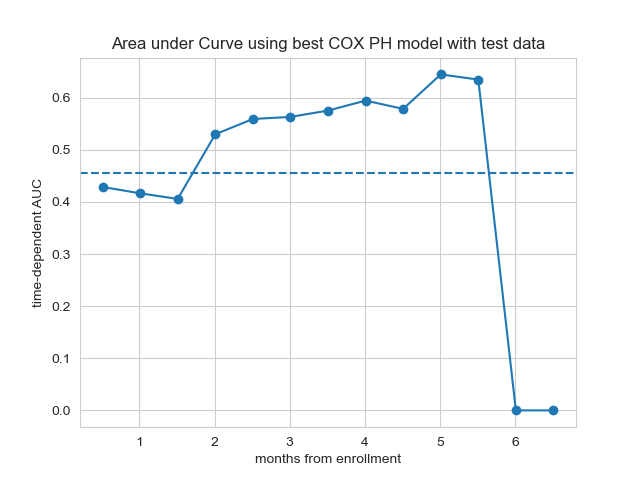 Area under Curve using best COX PH model with test data
time-dependent AUC
0.6
0.5
0.4
0.3
0.2
0.1
0.0
1 2 3 4 5 6
months from enrollment